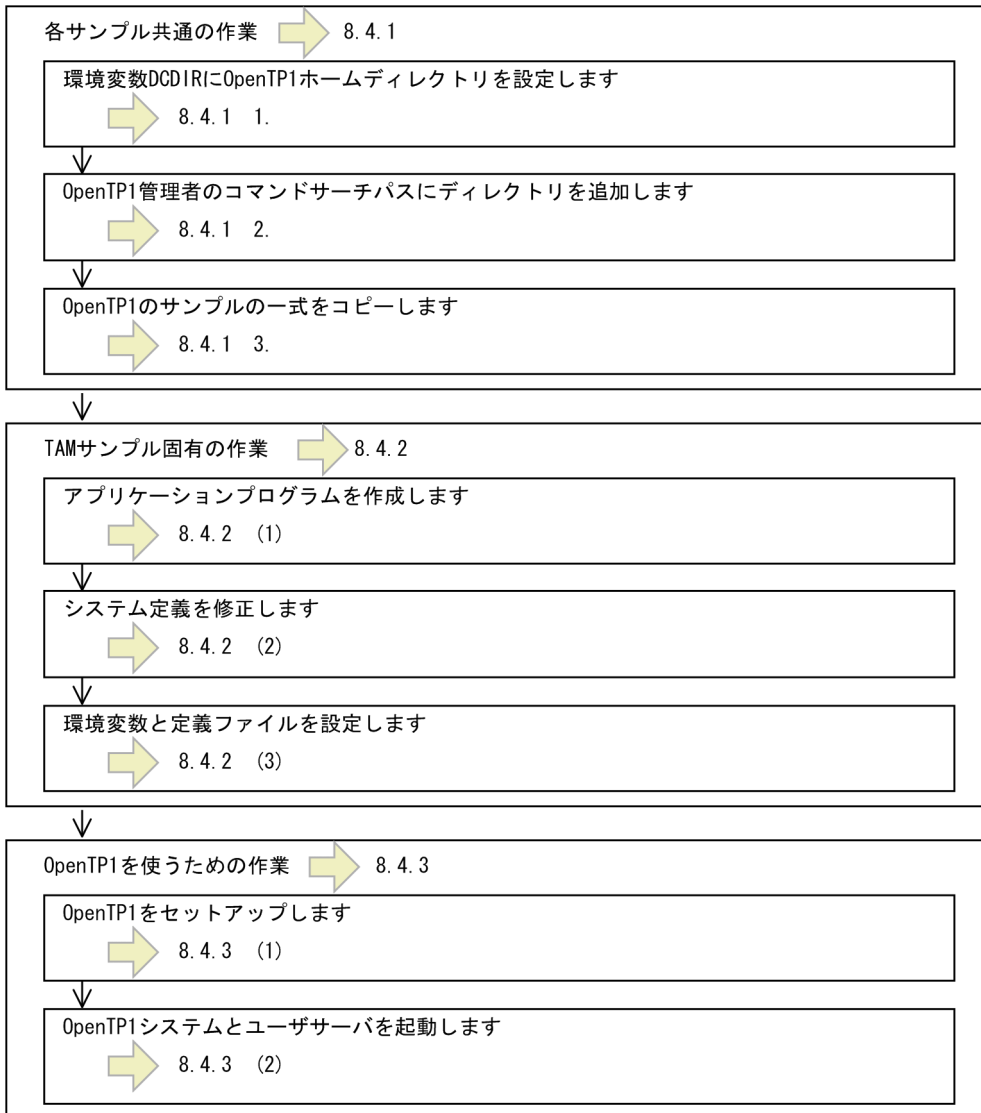 各サンプル共通の作業 8.4.1
環境変数DCDIRにOpenTP1ホームディレクトリを設定します
8.4.1 1.
OpenTP1管理者のコマンドサーチパスにディレクトリを追加します
8.4.1 2.
OpenTP1のサンプルの一式をコピーします
8.4.1 3.
TAMサンプル固有の作業 8.4.2
アプリケーションプログラムを作成します
8.4.2 (1)
システム定義を修正します
8.4.2 (2)
環境変数と定義ファイルを設定します
8.4.2 (3)
OpenTP1を使うための作業 8.4.3
OpenTP1をセットアップします
8.4.3 (1)
OpenTP1システムとユーザサーバを起動します
8.4.3 (2)